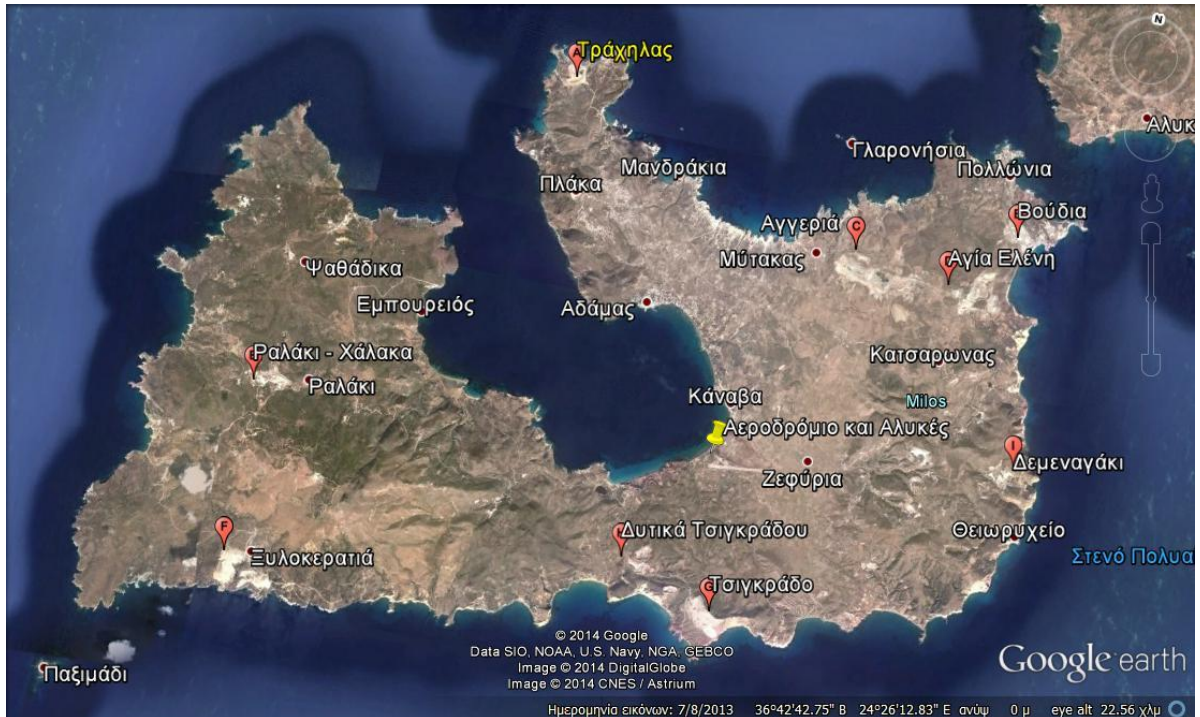 N
A
Τράχηλας
Αλυκ
Γλαρονήσια
Μανδράκια
Πολλώνια
Πλάκα
Βούδια
Αγγεριά
C
Μύτακας
Αγία Ελένη
Ψαθάδικα
Εμπουρειός
Αδάμας
Ραλάκι - Χάλακα
Κατσαρωνας
Ραλάκι
Κάναβα
Milos
Αεροδρόμιο και Αλυκές
I
Δεμεναγάκι
Ζεφύρια
F
Δυτικά Τσιγκράδου
Θειωρυχείο
Ξυλοκερατιά
Στενό Πολυα
G
Τσιγκράδο
© 2014 Google
Data SIO, NOAA, U.S. Navy, NGA, GEBCO
Image © 2014 DigitalGlobe
Image © 2014 CNES / Astrium
Google earth
Παξιμάδι
Ημερομηνία εικόνων: 7/8/2013 36°42'42.75" Β 24°26'12.83" Ε ανύψ 0 μ eye alt 22.56 χλμ